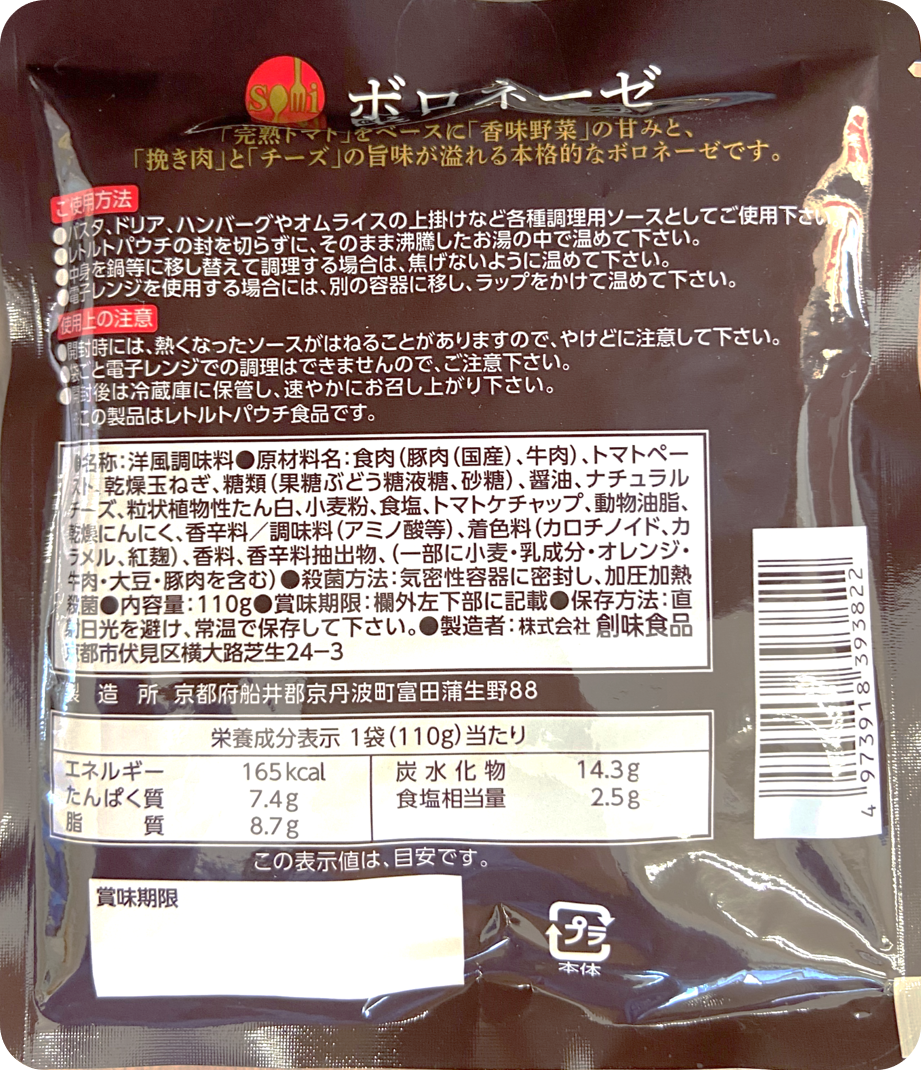 Somi
ボロネーゼ
「完熟トマト」をベースに「香味野菜」の甘みと、
「挽き肉」と「チーズ」の旨味が溢れる本格的なボロネーゼです。
ご使用方法
●パスタ、ドリア、ハンバーグやオムライスの上掛けなど各種調理用ソースとしてご使用下さい
●レトルトパウチの封を切らずに、そのまま沸騰したお湯の中で温めて下さい。
●中身を鍋等に移し替えて調理する場合は、焦げないように温めて下さい。
●電子レンジを使用する場合には、別の容器に移し、ラップをかけて温めて下さい。
使用上の注意
●開封時には、熱くなったソースがはねることがありますので、やけどに注意して下さい。
●袋ごと電子レンジでの調理はできませんので、ご注意下さい。
●開封後は冷蔵庫に保管し、速やかにお召し上がり下さい。
この製品はレトルトパウチ食品です。
●名称:洋風調味料●原材料名:食肉(豚肉(国産)、牛肉)、トマトペー
スト、乾燥玉ねぎ、糖類(果糖ぶどう糖液糖、砂糖)、醤油、ナチュラル
チーズ、粒状植物性たん白、小麦粉、食塩、トマトケチャップ、動物油脂、
乾燥にんにく、香辛料/調味料(アミノ酸等)、着色料(カロチノイド、カ
ラメル、紅麹)、香料、香辛料抽出物、(一部に小麦・乳成分・オレンジ・
牛肉・大豆・豚肉を含む)●殺菌方法:気密性容器に密封し、加圧加熱
殺菌●内容量:110g●賞味期限:欄外左下部に記載●保存方法:直
射日光を避け、常温で保存して下さい。●製造者:株式会社 創味食品
京都市伏見区横大路芝生24−3
製造所 京都府船井郡京丹波町富田蒲生野88
栄養成分表示 1袋(110g)当たり
エネルギー 165kcal 炭水化物 14.3g
たんぱく質 7.4g 食塩相当量 2.5g
脂質 8.7g
この表示値は、目安です。
賞味期限
プラ
本体
4 973918 393822